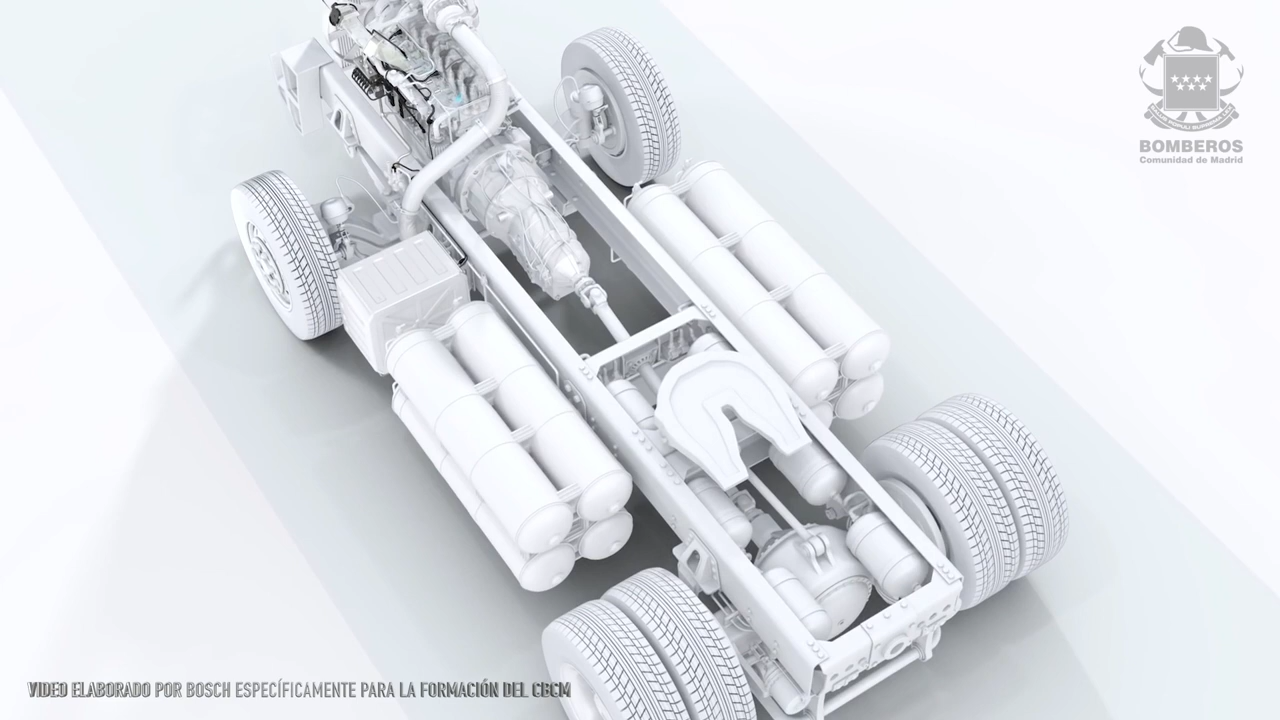 BOMBEROS
Comunidad de Madrid
VIDEO ELABORADO POR BOSCH ESPECÍFICAMENTE PARA LA FORMACIÓN DEL CBCM